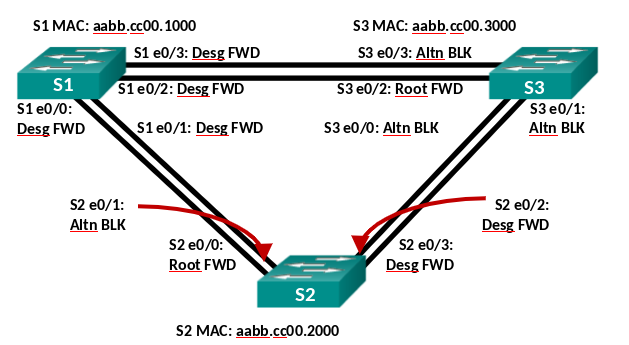 S1 MAC: aabb.cc00.1000
S3 MAC: aabb.cc00.3000
S1 e0/3: Desg FWD
S3 e0/3: Altn BLK
S1
S1 e0/2: Desg FWD
S3 e0/2: Root FWD
S3
S1 e0/0:
Desg FWD
S1 e0/1: Desg FWD
S3 e0/0: Altn BLK
S3 e0/1:
Altn BLK
S2 e0/1:
Altn BLK
S2 e0/2:
Desg FWD
S2 e0/0:
Root FWD
S2 e0/3:
Desg FWD
S2
S2 MAC: aabb.cc00.2000